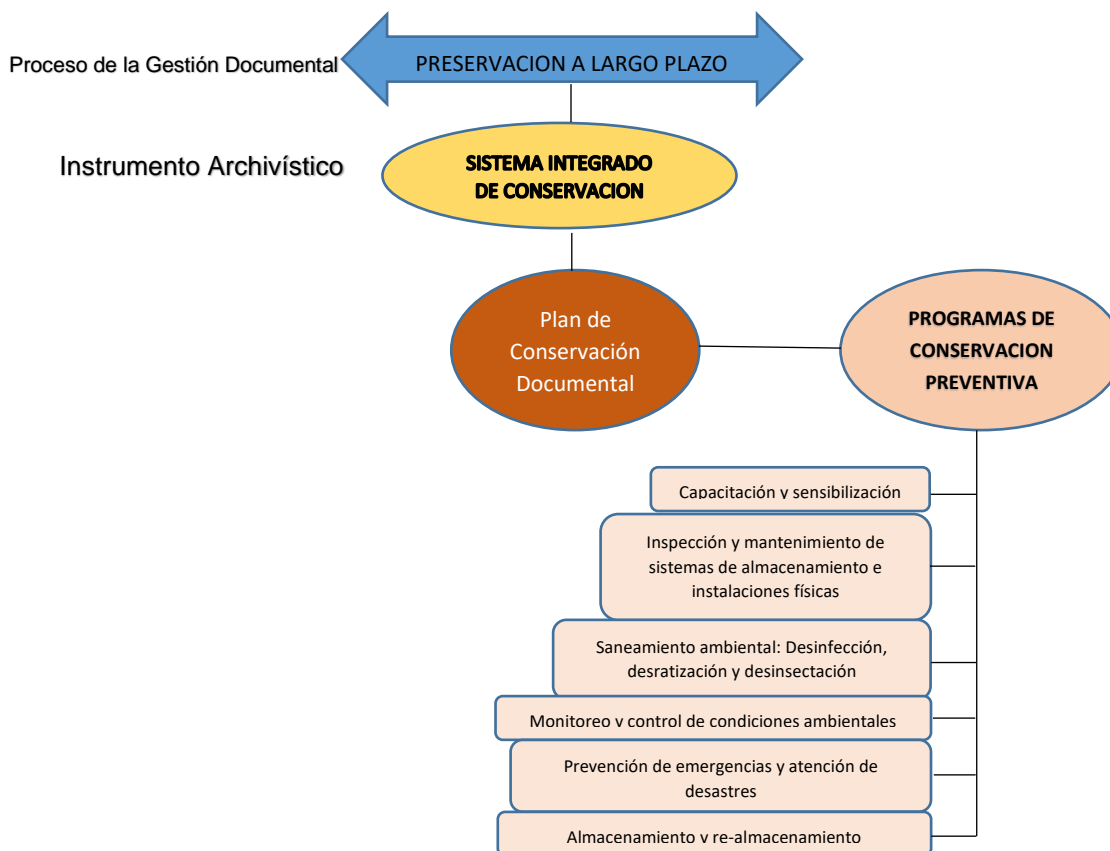 Proceso de la Gestión Documental
PRESERVACION A LARGO PLAZO
Instrumento Archivístico
SISTEMA INTEGRADO
DE CONSERVACION
Plan de
Conservación
Documental
PROGRAMAS DE
CONSERVACION
PREVENTIVA
Capacitación y sensibilización
Inspección y mantenimiento de
sistemas de almacenamiento e
instalaciones físicas
Saneamiento ambiental: Desinfección,
desratización y desinsectación
Monitoreo y control de condiciones ambientales
Prevención de emergencias y atención de
desastres
Almacenamiento y re-almacenamiento